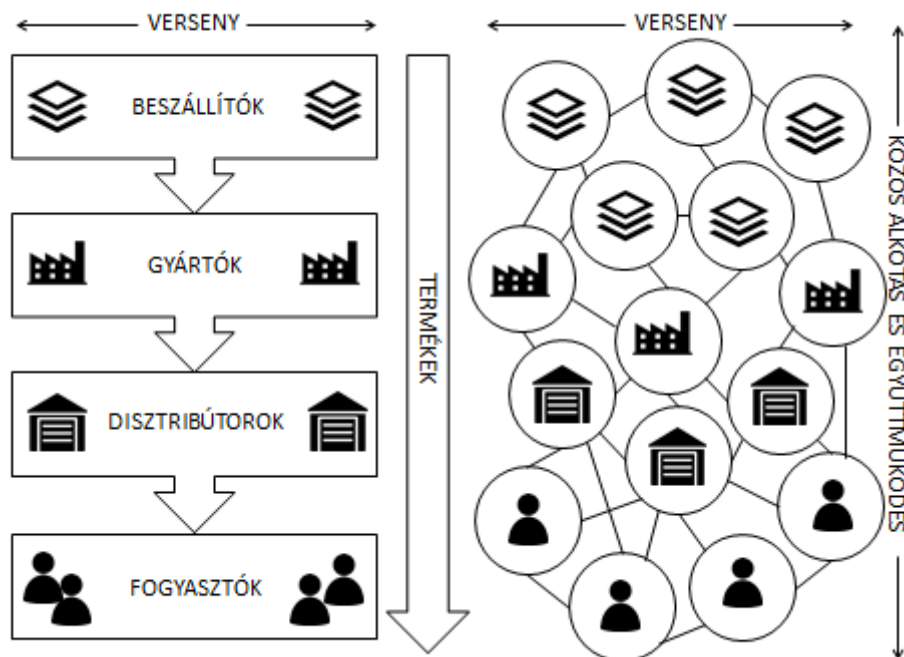 VERSENY
BESZÁLLÍTÓK
GYÁRTÓK
DISZTRIBÚTOROK
FOGYASZTÓK
TERMÉKEK
VERSENY
KÖZÖS ALKOTÁS ÉS EGYÜTTMŰKÖDÉS